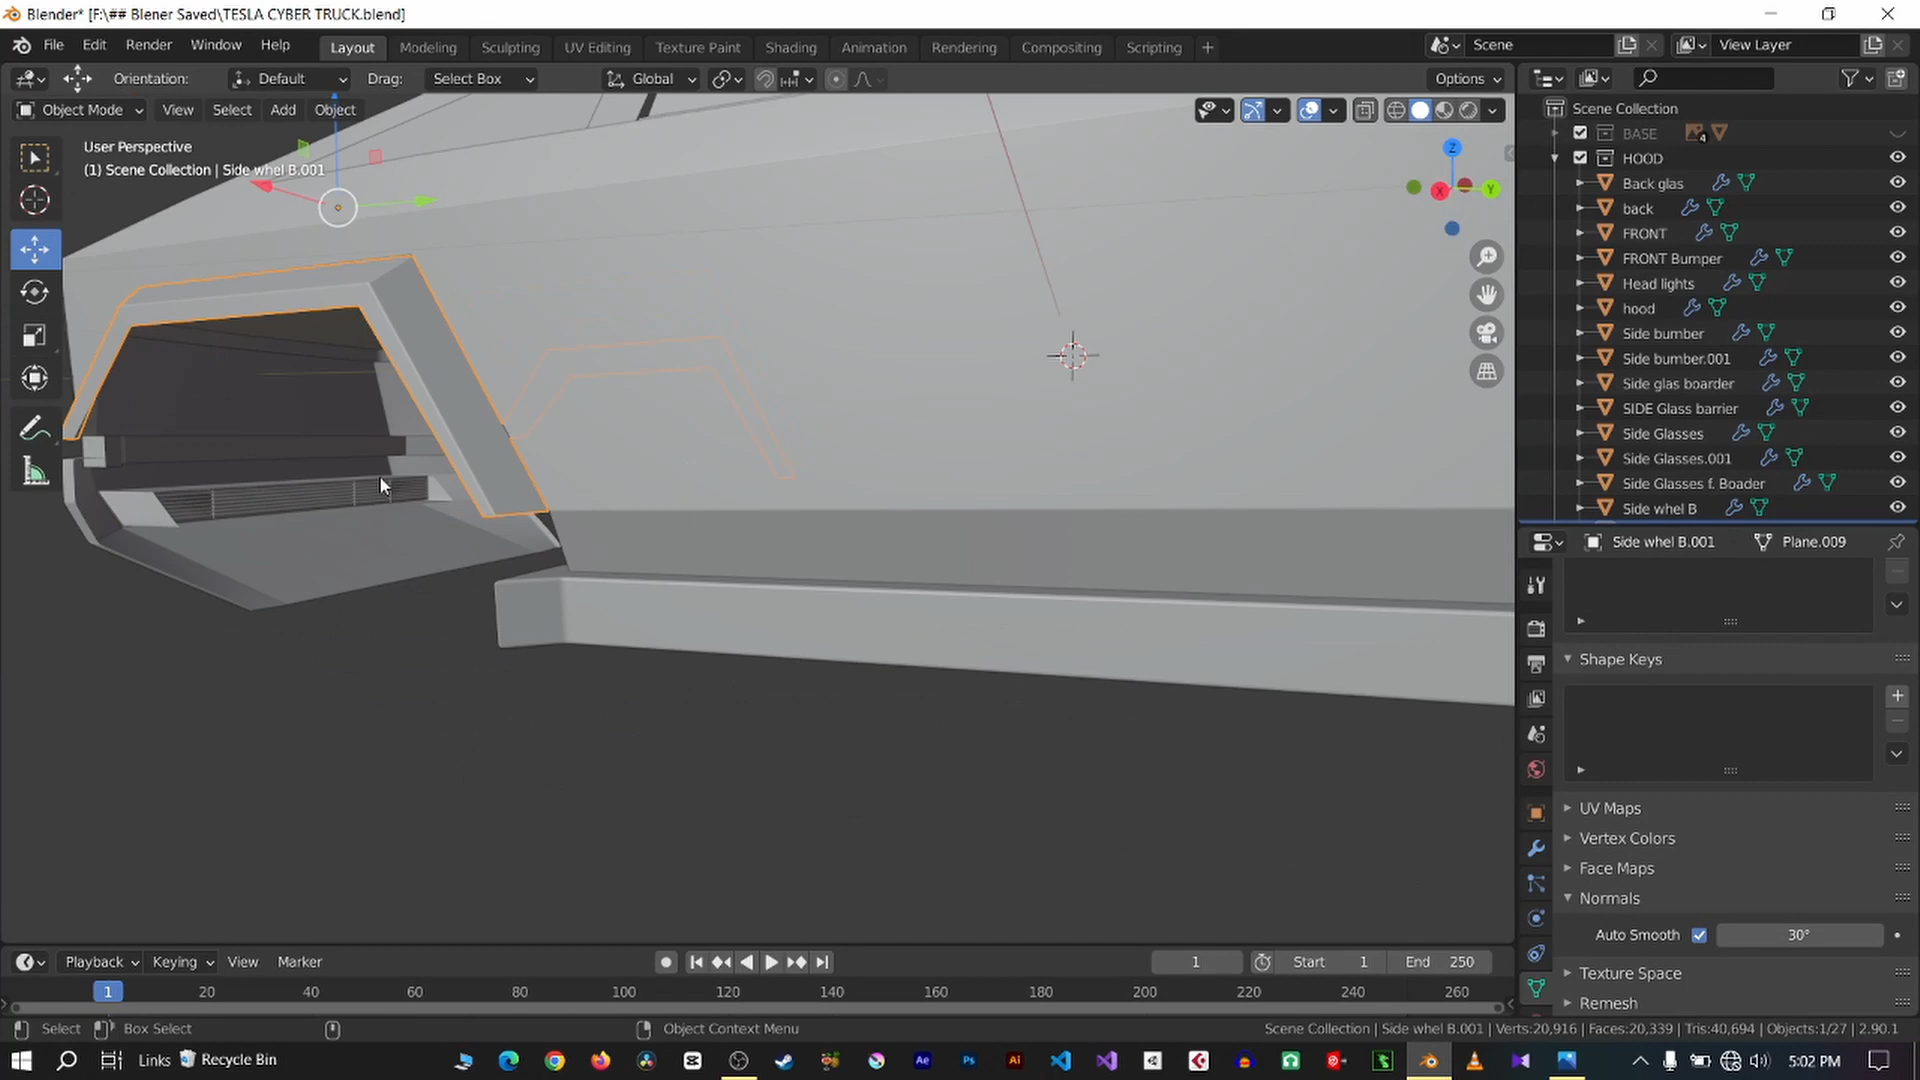 Blender* [F:\## Blener Saved\TESLA CYBER TRUCK.blend]
File Edit Render Window Help Layout Modeling Sculpting UV Editing Texture Paint Shading Animation Rendering Compositing Scripting + Scene View Layer
Orientation: Default Drag: Select Box Global Options
Object Mode View Select Add Object
User Perspective
(1) Scene Collection | Side whel B.001
Z
Y
X
Scene Collection
BASE 4
HOOD
Back glas
back
FRONT
FRONT Bumper
Head lights
hood
Side bumber
Side bumber.001
Side glas boarder
SIDE Glass barrier
Side Glasses
Side Glasses.001
Side Glasses f. Boader
Side whel B
Side whel B.001 Plane.009
Shape Keys
UV Maps
Vertex Colors
Face Maps
Normals
Auto Smooth 30°
Texture Space
Remesh
Playback Keying View Marker 1 Start 1 End 250
1 20 40 60 80 100 120 140 160 180 200 220 240 260
Select Box Select Object Context Menu Scene Collection | Side whel B.001 | Verts:20,916 | Faces:20,339 | Tris:40,694 | Objects:1/27 | 2.90.1
Links Recycle Bin Ae Ps Ai 5:02 PM